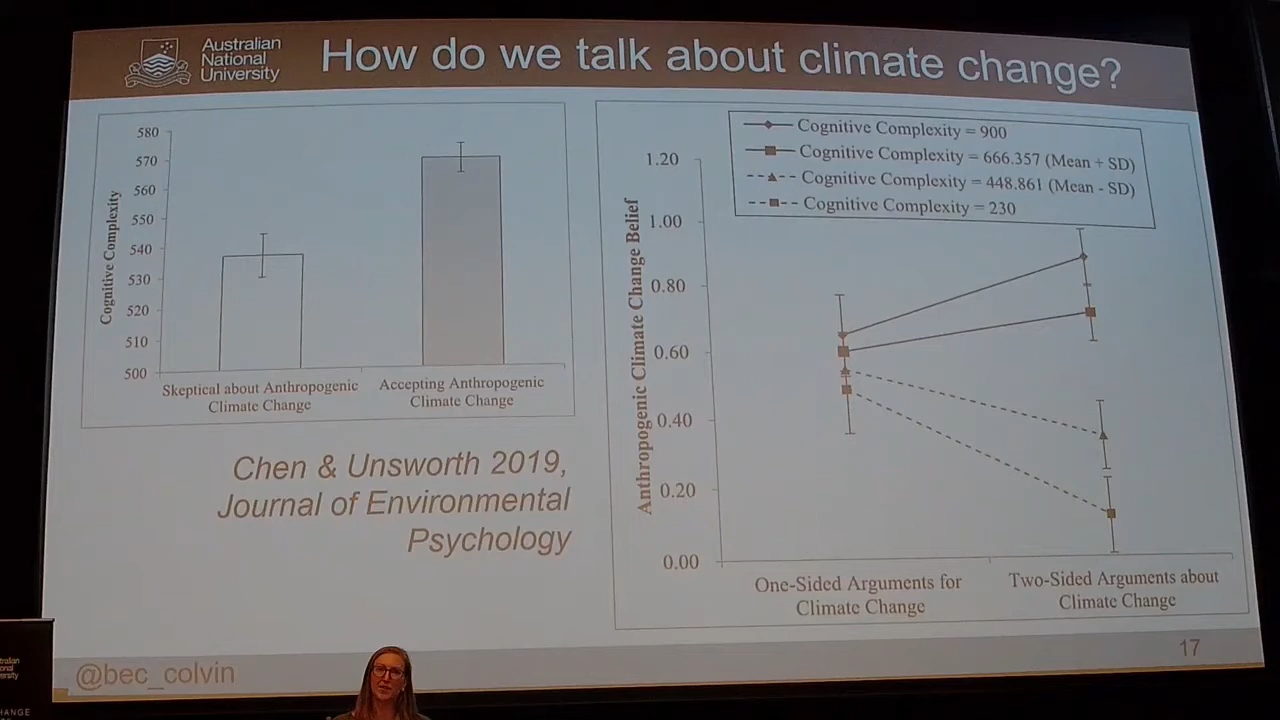 Australian
National
University
How do we talk about climate change?
580
570
560
550
540
530
520
510
500
Cognitive Complexity
Skeptical about Anthropogenic
Climate Change
Accepting Anthropogenic
Climate Change
Chen & Unsworth 2019,
Journal of Environmental
Psychology
Cognitive Complexity = 900
Cognitive Complexity = 666.357 (Mean + SD)
Cognitive Complexity = 448.861 (Mean - SD)
Cognitive Complexity = 230
1.20
1.00
0.80
0.60
0.40
0.20
0.00
Anthropogenic Climate Change Belief
One-Sided Arguments for
Climate Change
Two-Sided Arguments about
Climate Change
@bec_colvin
17
tralian
onal
ersity
HANGE